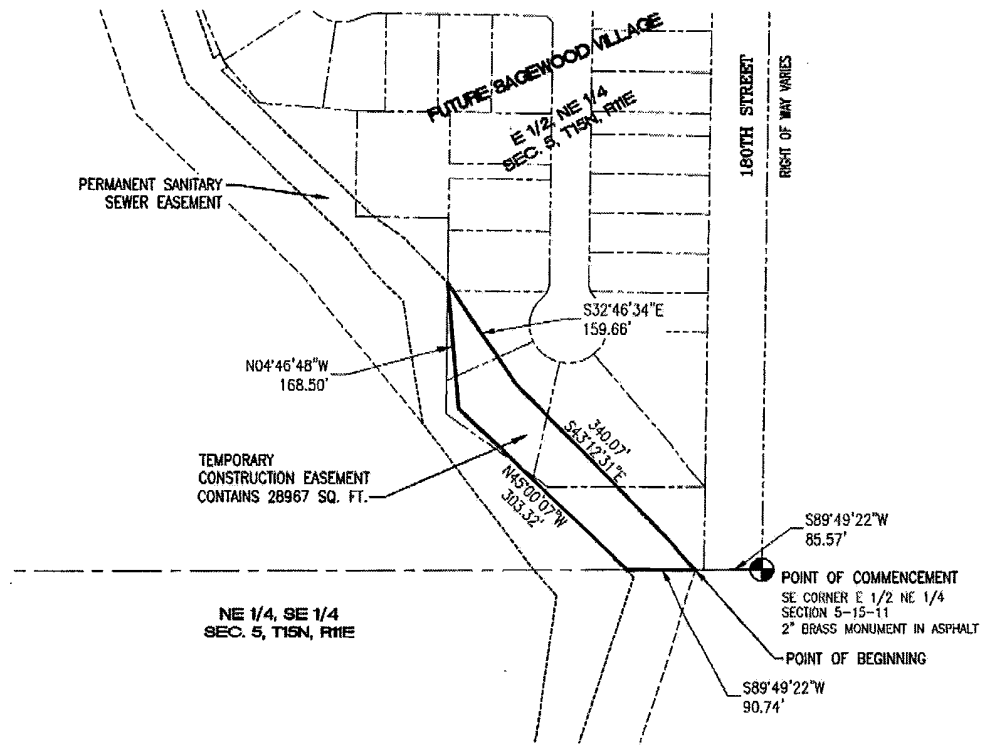 FUTURE SAGEWOOD VILLAGE
E 1/2, NE 1/4
SEC. 5, T15N, R11E
180TH STREET
RIGHT OF WAY VARIES
PERMANENT SANITARY
SEWER EASEMENT
S32°46'34"E
159.66'
N04°46'48"W
168.50'
340.07'
S43°12'31"E
TEMPORARY
CONSTRUCTION EASEMENT
CONTAINS 28967 SQ. FT.
N45°00'07"W
303.32'
S89°49'22"W
85.57'
POINT OF COMMENCEMENT
SE CORNER E 1/2 NE 1/4
SECTION 5-15-11
2" BRASS MONUMENT IN ASPHALT
NE 1/4, SE 1/4
SEC. 5, T15N, R11E
POINT OF BEGINNING
S89°49'22"W
90.74'